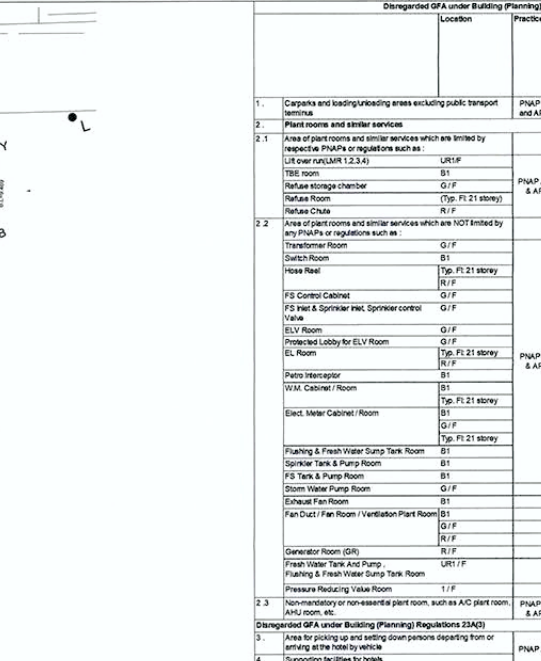 L
Y
B
Disregarded GFA under Building (Planning)
Location
Practice
1. Carparks and loading/unloading areas excluding public transport
terminus
PNAP
and AP
2. Plant rooms and similar services
2.1 Area of plant rooms and similar services which are limited by
respective PNAPs or regulations such as :
Lift over run(LMR 1,2,3,4) UR1/F
TBE room B1
Refuse storage chamber G/F
Refuse Room (Typ. Fl: 21 storey)
Refuse Chute R/F
PNAP
& AP
2.2 Area of plant rooms and similar services which are NOT limited by
any PNAPs or regulations such as :
Transformer Room G/F
Switch Room B1
Hose Reel Typ. Fl: 21 storey
R/F
FS Control Cabinet G/F
FS Inlet & Sprinkler Inlet, Sprinkler control G/F
Valve
ELV Room G/F
Protected Lobby for ELV Room G/F
EL Room Typ. Fl: 21 storey
R/F
PNAP
& AP
Petro Interceptor B1
W.M. Cabinet / Room B1
Typ. Fl: 21 storey
Elect. Meter Cabinet / Room B1
G/F
Typ. Fl: 21 storey
Flushing & Fresh Water Sump Tank Room B1
Spinkler Tank & Pump Room B1
FS Tank & Pump Room B1
Storm Water Pump Room G/F
Exhaust Fan Room B1
Fan Duct / Fan Room / Ventilation Plant Room B1
G/F
R/F
Generator Room (GR) R/F
Fresh Water Tank And Pump, UR1/F
Flushing & Fresh Water Sump Tank Room
Pressure Reducing Value Room 1/F
2.3 Non-mandatory or non-essential plant room, such as A/C plant room,
AHU room, etc.
PNAP
& AP
Disregarded GFA under Building (Planning) Regulations 23A(3)
3. Area for picking up and setting down persons departing from or
arriving at the hotel by vehicle
PNAP
4. Supporting facilities for hotels